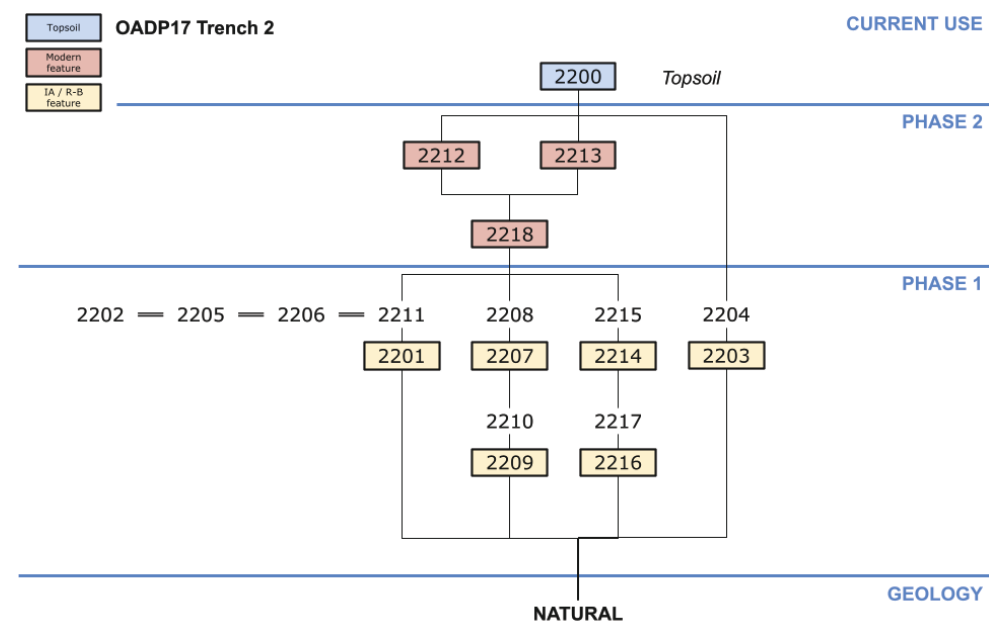 Topsoil
OADP17 Trench 2
CURRENT USE
Modern
feature
IA / R-B
feature
2200
Topsoil
PHASE 2
2212
2213
2218
PHASE 1
2202 = 2205 = 2206 = 2211
2208
2215
2204
2201
2207
2214
2203
2210
2217
2209
2216
GEOLOGY
NATURAL